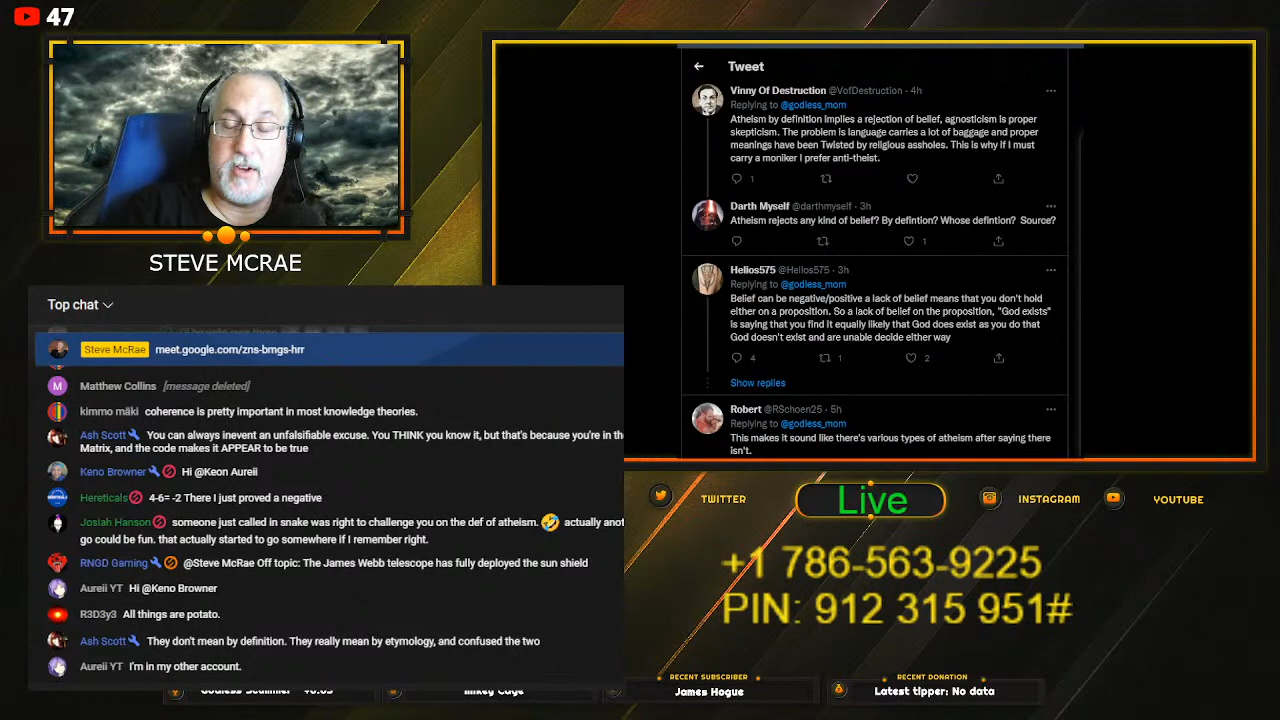 47
STEVE MCRAE
Top chat
Steve McRae meet.google.com/zns-bmgs-hrr
Matthew Collins [message deleted]
kimmo mäki coherence is pretty important in most knowledge theories.
Ash Scott You can always inevent an unfalsifiable excuse. You THINK you know it, but that's because you're in the
Matrix, and the code makes it APPEAR to be true
Keno Browner Hi @Keon Aureii
Hereticals 4-6= -2 There I just proved a negative
Josiah Hanson someone just called in snake was right to challenge you on the def of atheism. 🤣 actually anot
go could be fun. that actually started to go somewhere if I remember right.
RNGD Gaming @Steve McRae Off topic: The James Webb telescope has fully deployed the sun shield
Aureii YT Hi @Keno Browner
R3D3y3 All things are potato.
Ash Scott They don't mean by definition. They really mean by etymology, and confused the two
Aureii YT I'm in my other account.
Tweet
Vinny Of Destruction @VofDestruction · 4h
Replying to @godless_mom
Atheism by definition implies a rejection of belief, agnosticism is proper
skepticism. The problem is language carries a lot of baggage and proper
meanings have been Twisted by religious assholes. This is why if I must
carry a moniker I prefer anti-theist.
1
Darth Myself @darthmyself · 3h
Atheism rejects any kind of belief? By defintion? Whose defintion? Source?
1
Helios575 @Helios575 · 3h
Replying to @godless_mom
Belief can be negative/positive a lack of belief means that you don't hold
either on a proposition. So a lack of belief on the proposition, "God exists"
is saying that you find it equally likely that God does exist as you do that
God doesn't exist and are unable decide either way
4 1 2
Show replies
Robert @RSchoen25 · 5h
Replying to @godless_mom
This makes it sound like there's various types of atheism after saying there
isn't.
TWITTER
Live
INSTAGRAM
YOUTUBE
+1 786-563-9225
PIN: 912 315 951#
RECENT SUBSCRIBER
James Hogue
RECENT DONATION
Latest tipper: No data